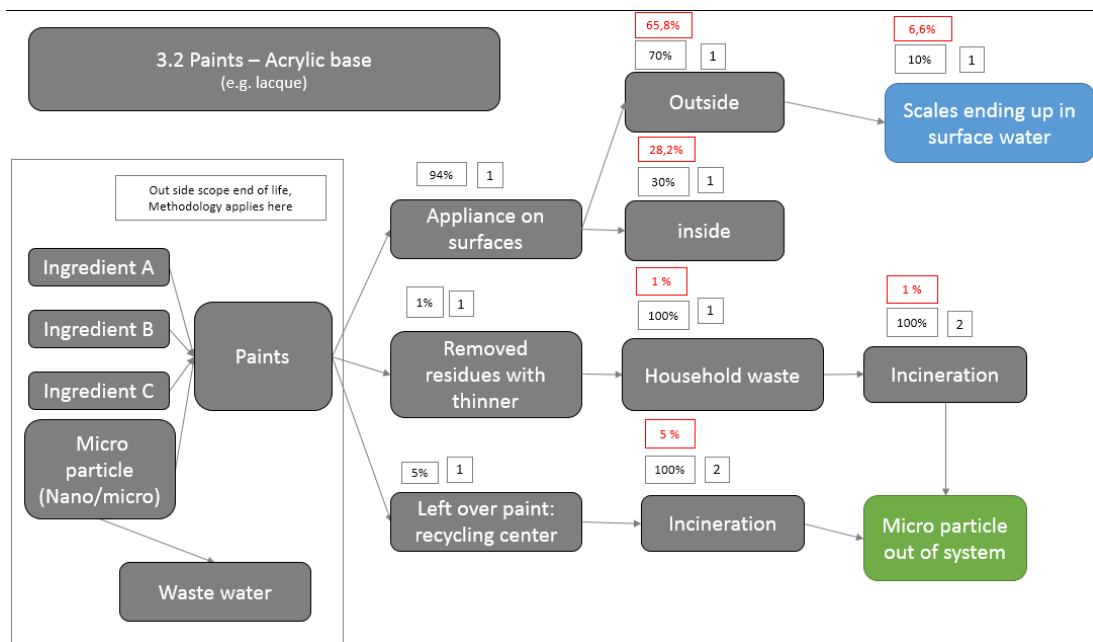 3.2 Paints – Acrylic base
(e.g. lacque)
65,8%
70%
1
Outside
6,6%
10%
1
Scales ending up in
surface water
28,2%
30%
1
inside
94%
1
Appliance on
surfaces
Out side scope end of life,
Methodology applies here
Ingredient A
Ingredient B
Ingredient C
Micro
particle
(Nano/micro)
Paints
Waste water
1%
1
Removed
residues with
thinner
1 %
100%
1
Household waste
1 %
100%
2
Incineration
5%
1
Left over paint:
recycling center
5 %
100%
2
Incineration
Micro particle
out of system